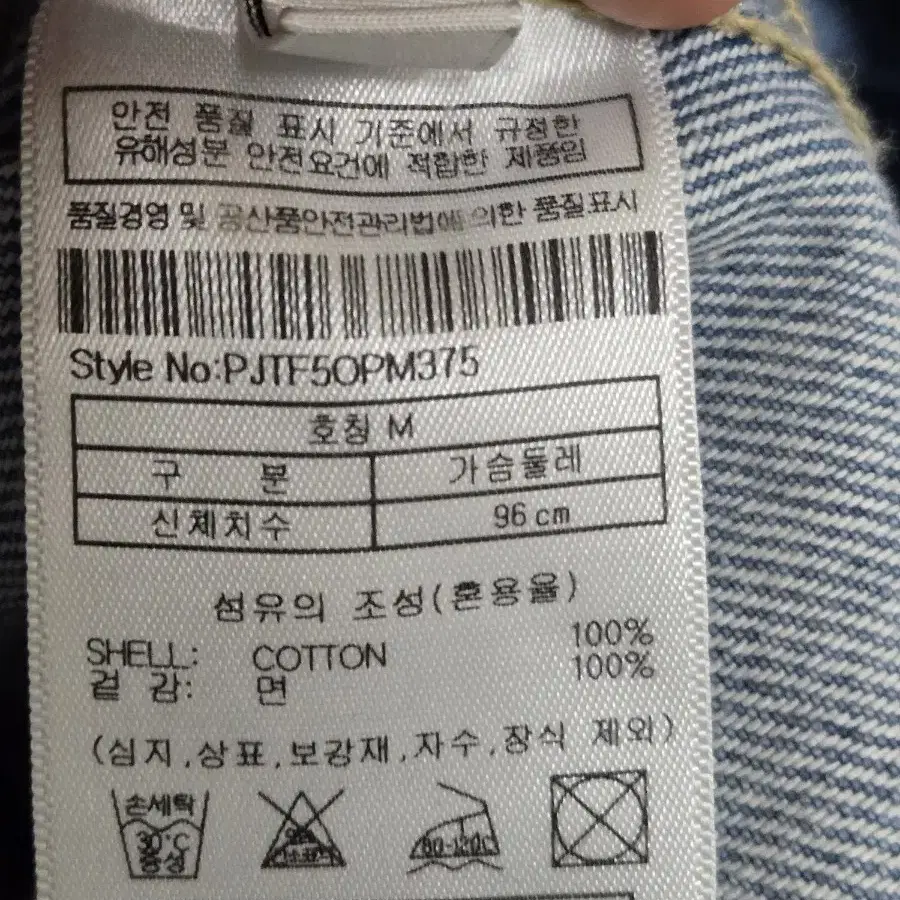 안전 품질 표시 기준에서 규정한
유해성분 안전요건에 적합한 제품임
품질경영 및 공산품안전관리법에 의한 품질표시
Style No:PJTF50PM375
호칭 M
구 분 가슴둘레
신체치수 96 cm
섬유의 조성(혼용율)
SHELL: COTTON 100%
겉 감: 면 100%
(심지,상표,보강재,자수,장식 제외)
손세탁
30°C
중성
80-120C